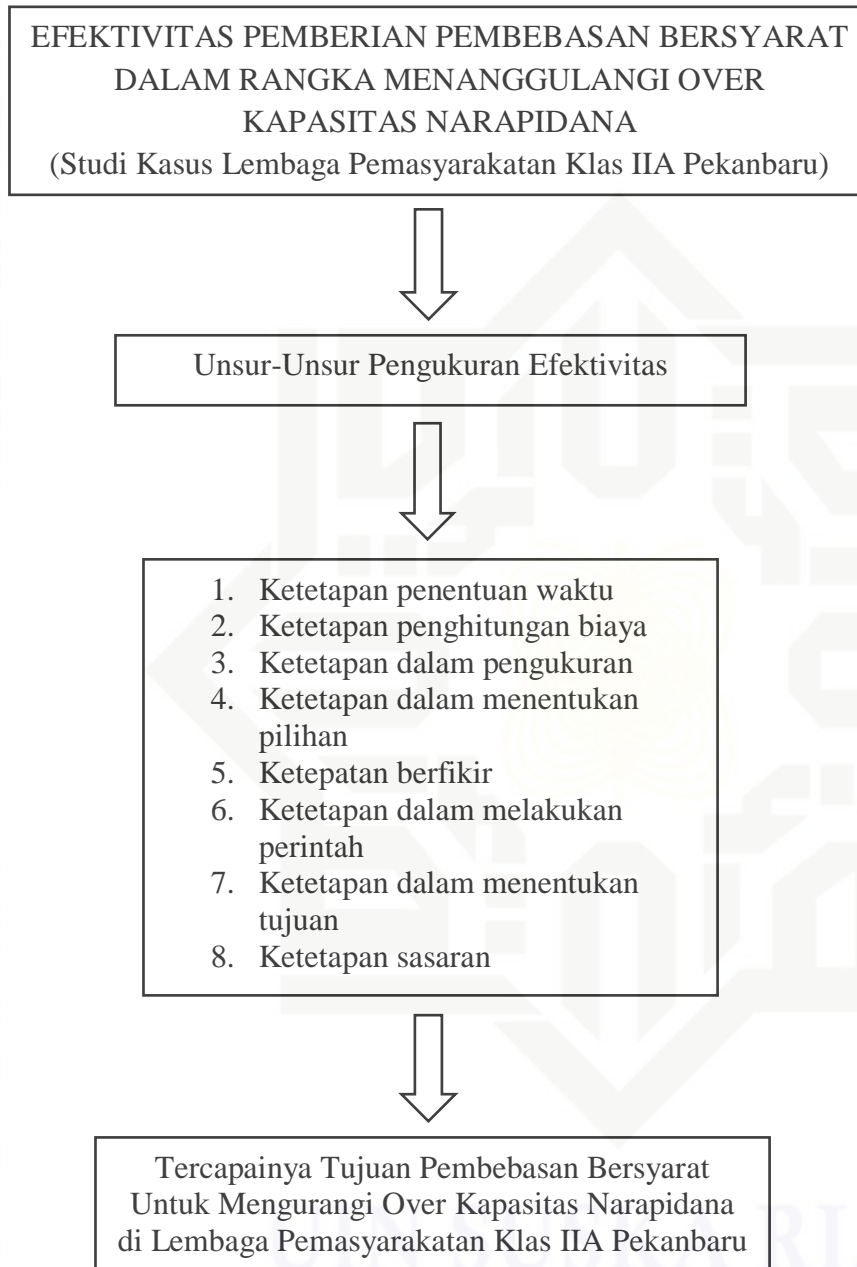 EFEKTIVITAS PEMBERIAN PEMBEBASAN BERSYARAT
DALAM RANGKA MENANGGULANGI OVER
KAPASITAS NARAPIDANA
(Studi Kasus Lembaga Pemasyarakatan Klas IIA Pekanbaru)
Unsur-Unsur Pengukuran Efektivitas
1. Ketetapan penentuan waktu
2. Ketetapan penghitungan biaya
3. Ketetapan dalam pengukuran
4. Ketetapan dalam menentukan
pilihan
5. Ketepatan berfikir
6. Ketetapan dalam melakukan
perintah
7. Ketetapan dalam menentukan
tujuan
8. Ketetapan sasaran
Tercapainya Tujuan Pembebasan Bersyarat
Untuk Mengurangi Over Kapasitas Narapidana
di Lembaga Pemasyarakatan Klas IIA Pekanbaru
UIN SUSKA RI